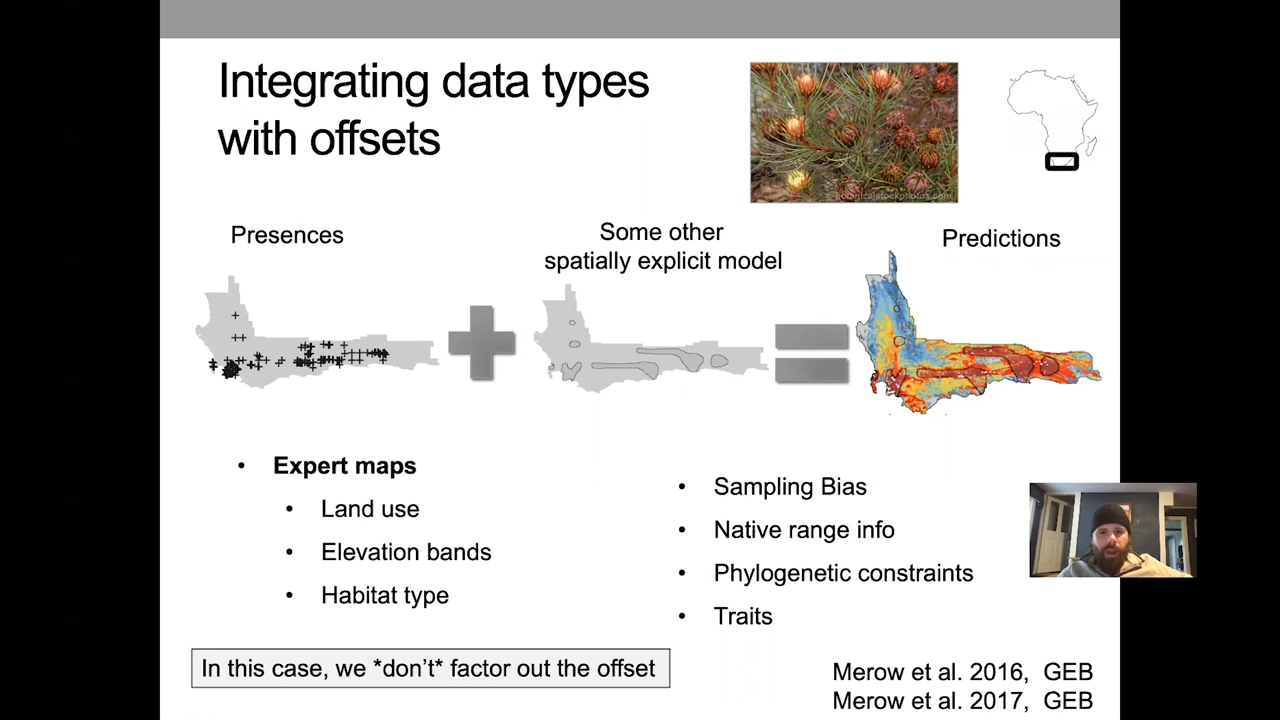 Integrating data types
with offsets
botanicalstockphotos.com
Presences
Some other
spatially explicit model
Predictions
• Expert maps
• Land use
• Elevation bands
• Habitat type
• Sampling Bias
• Native range info
• Phylogenetic constraints
• Traits
In this case, we *don't* factor out the offset
Merow et al. 2016, GEB
Merow et al. 2017, GEB